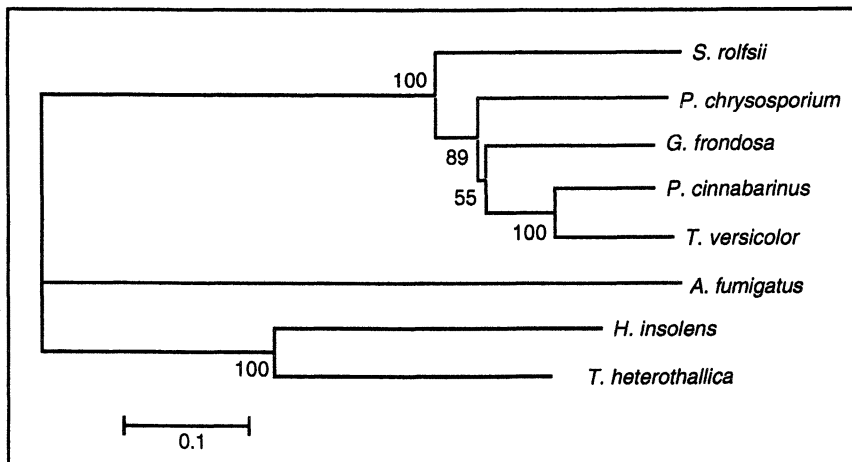 S. rolfsii
100
P. chrysosporium
89
G. frondosa
55
P. cinnabarinus
100
T. versicolor
A. fumigatus
H. insolens
100
T. heterothallica
0.1